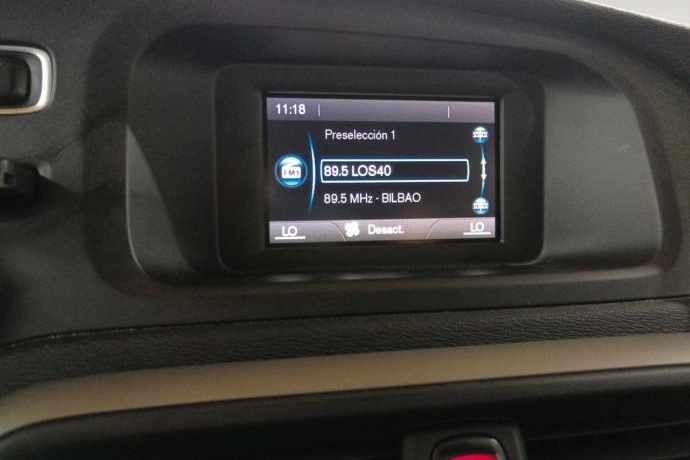 11:18
Preselección 1
FM1
89.5 LOS40
89.5 MHz - BILBAO
LO Desact. LO